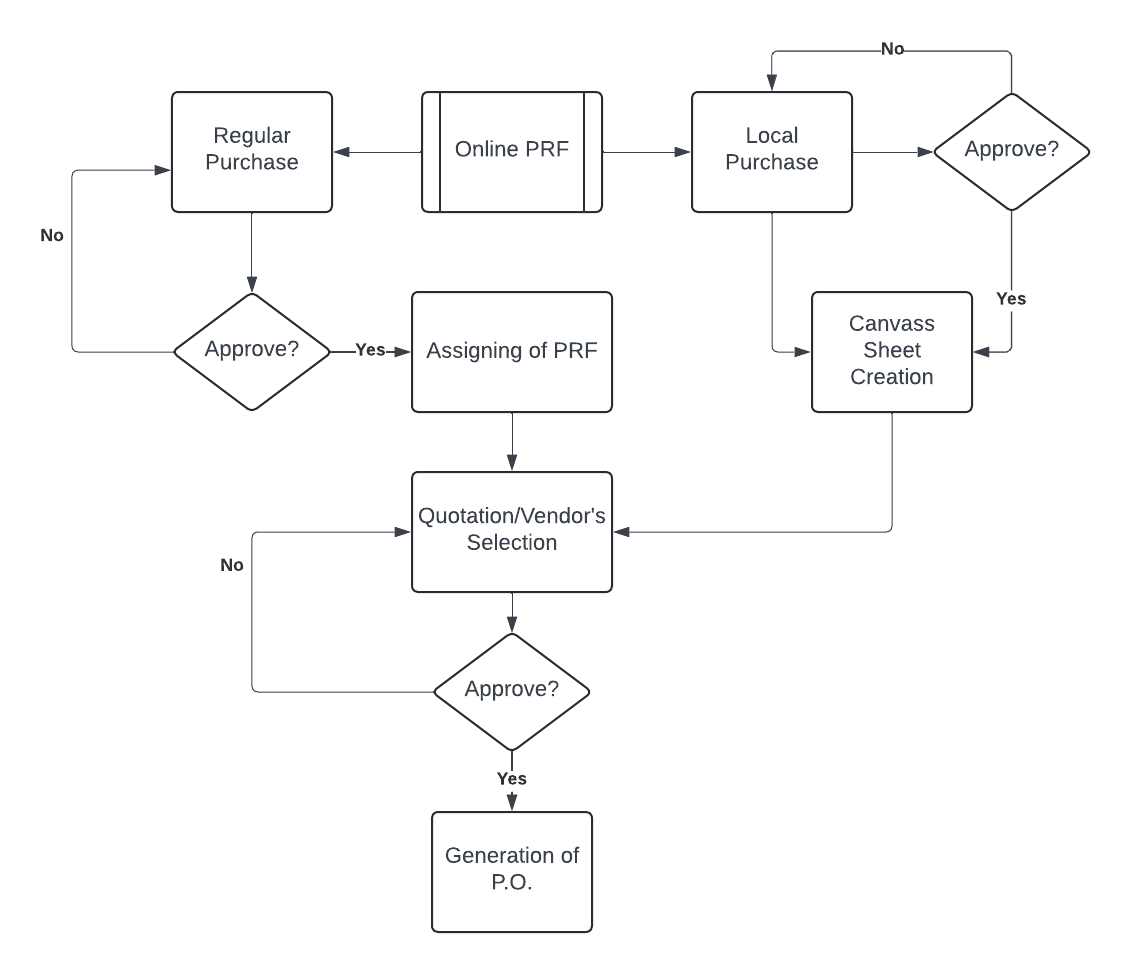 No
Regular
Purchase
Online PRF
Local
Purchase
Approve?
No
Yes
Approve?
Yes
Assigning of PRF
Canvass
Sheet
Creation
Quotation/Vendor's
Selection
No
Approve?
Yes
Generation of
P.O.